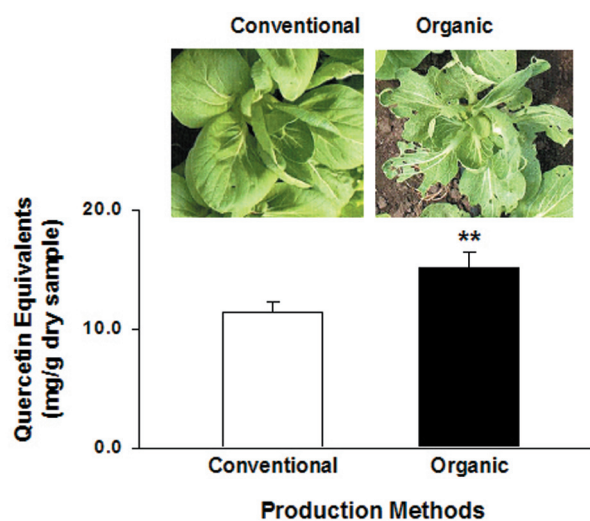 Conventional Organic
20.0
**
10.0
0.0
Quercetin Equivalents
(mg/g dry sample)
Conventional Organic
Production Methods